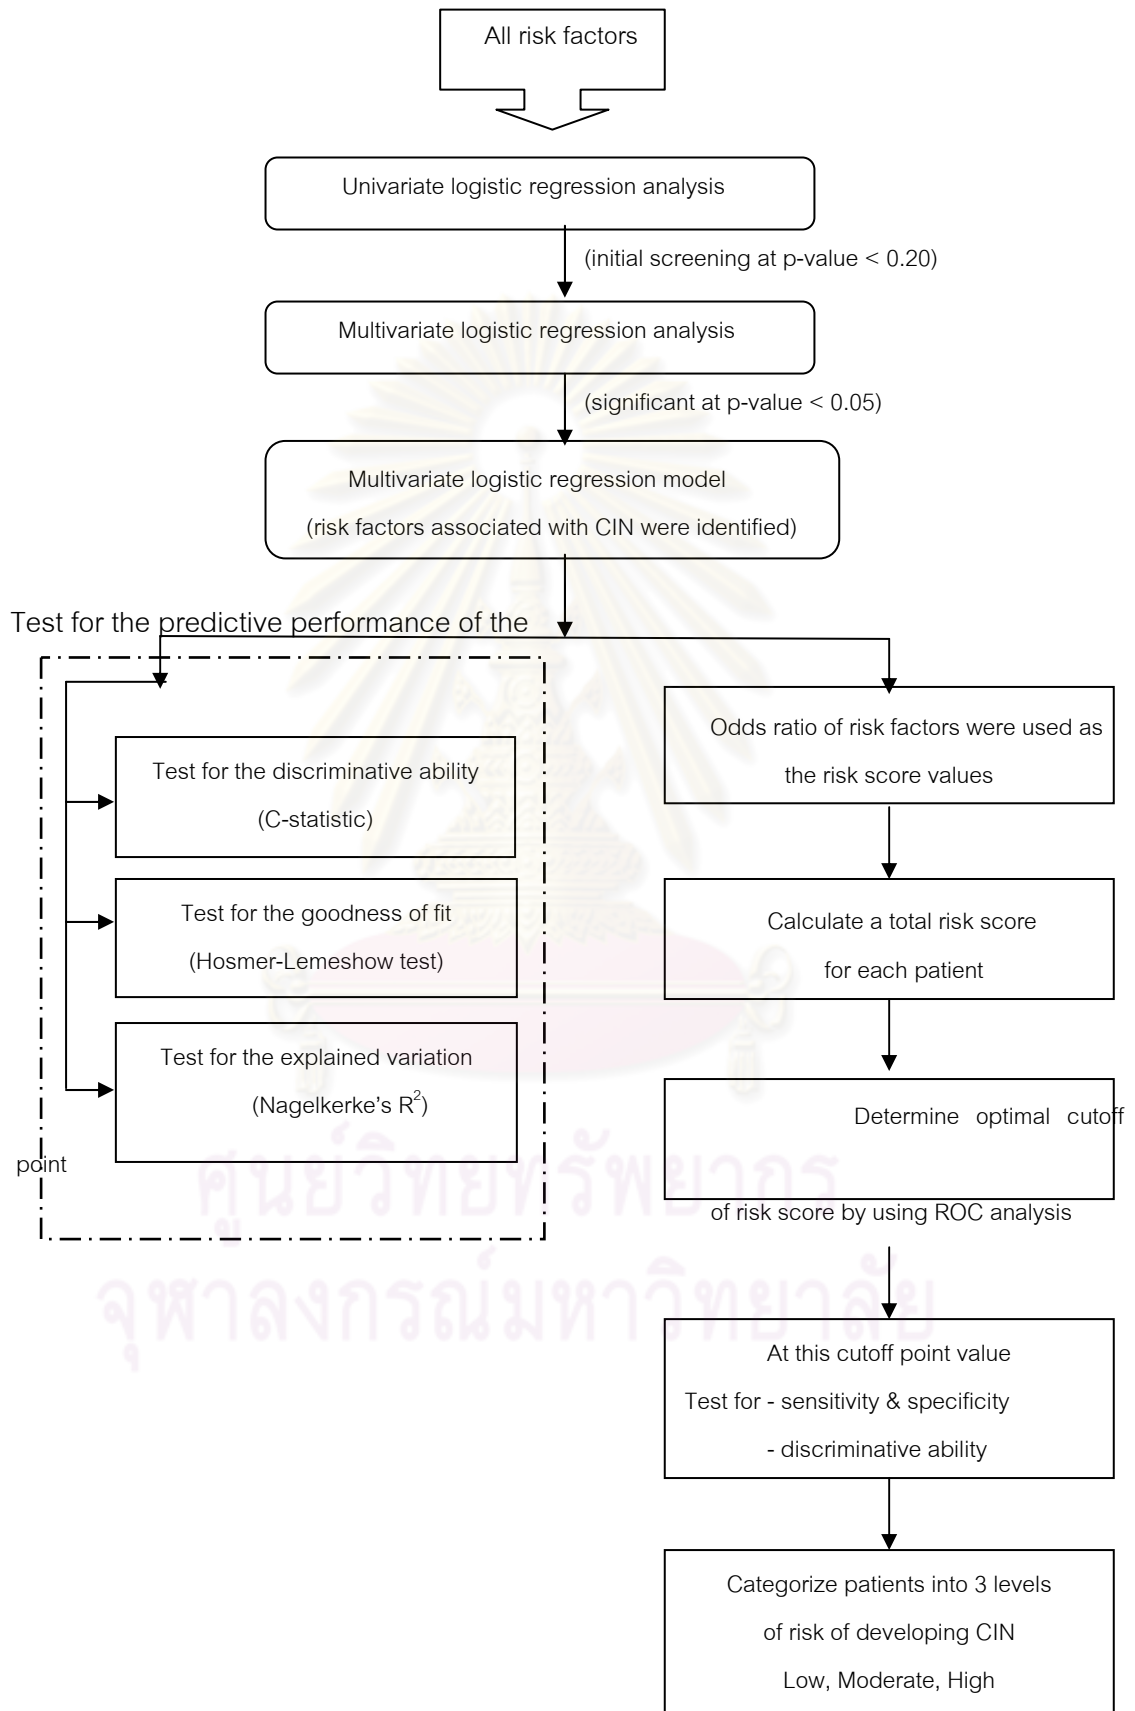 All risk factors
Univariate logistic regression analysis
(initial screening at p-value < 0.20)
Multivariate logistic regression analysis
(significant at p-value < 0.05)
Multivariate logistic regression model
(risk factors associated with CIN were identified)
Test for the predictive performance of the
Test for the discriminative ability
(C-statistic)
Test for the goodness of fit
(Hosmer-Lemeshow test)
Test for the explained variation
(Nagelkerke's R²)
Odds ratio of risk factors were used as
the risk score values
Calculate a total risk score
for each patient
Determine optimal cutoff
point
of risk score by using ROC analysis
At this cutoff point value
Test for - sensitivity & specificity
- discriminative ability
Categorize patients into 3 levels
of risk of developing CIN
Low, Moderate, High
ศูนย์วิทยทรัพยากร
จุฬาลงกรณ์มหาวิทยาลัย